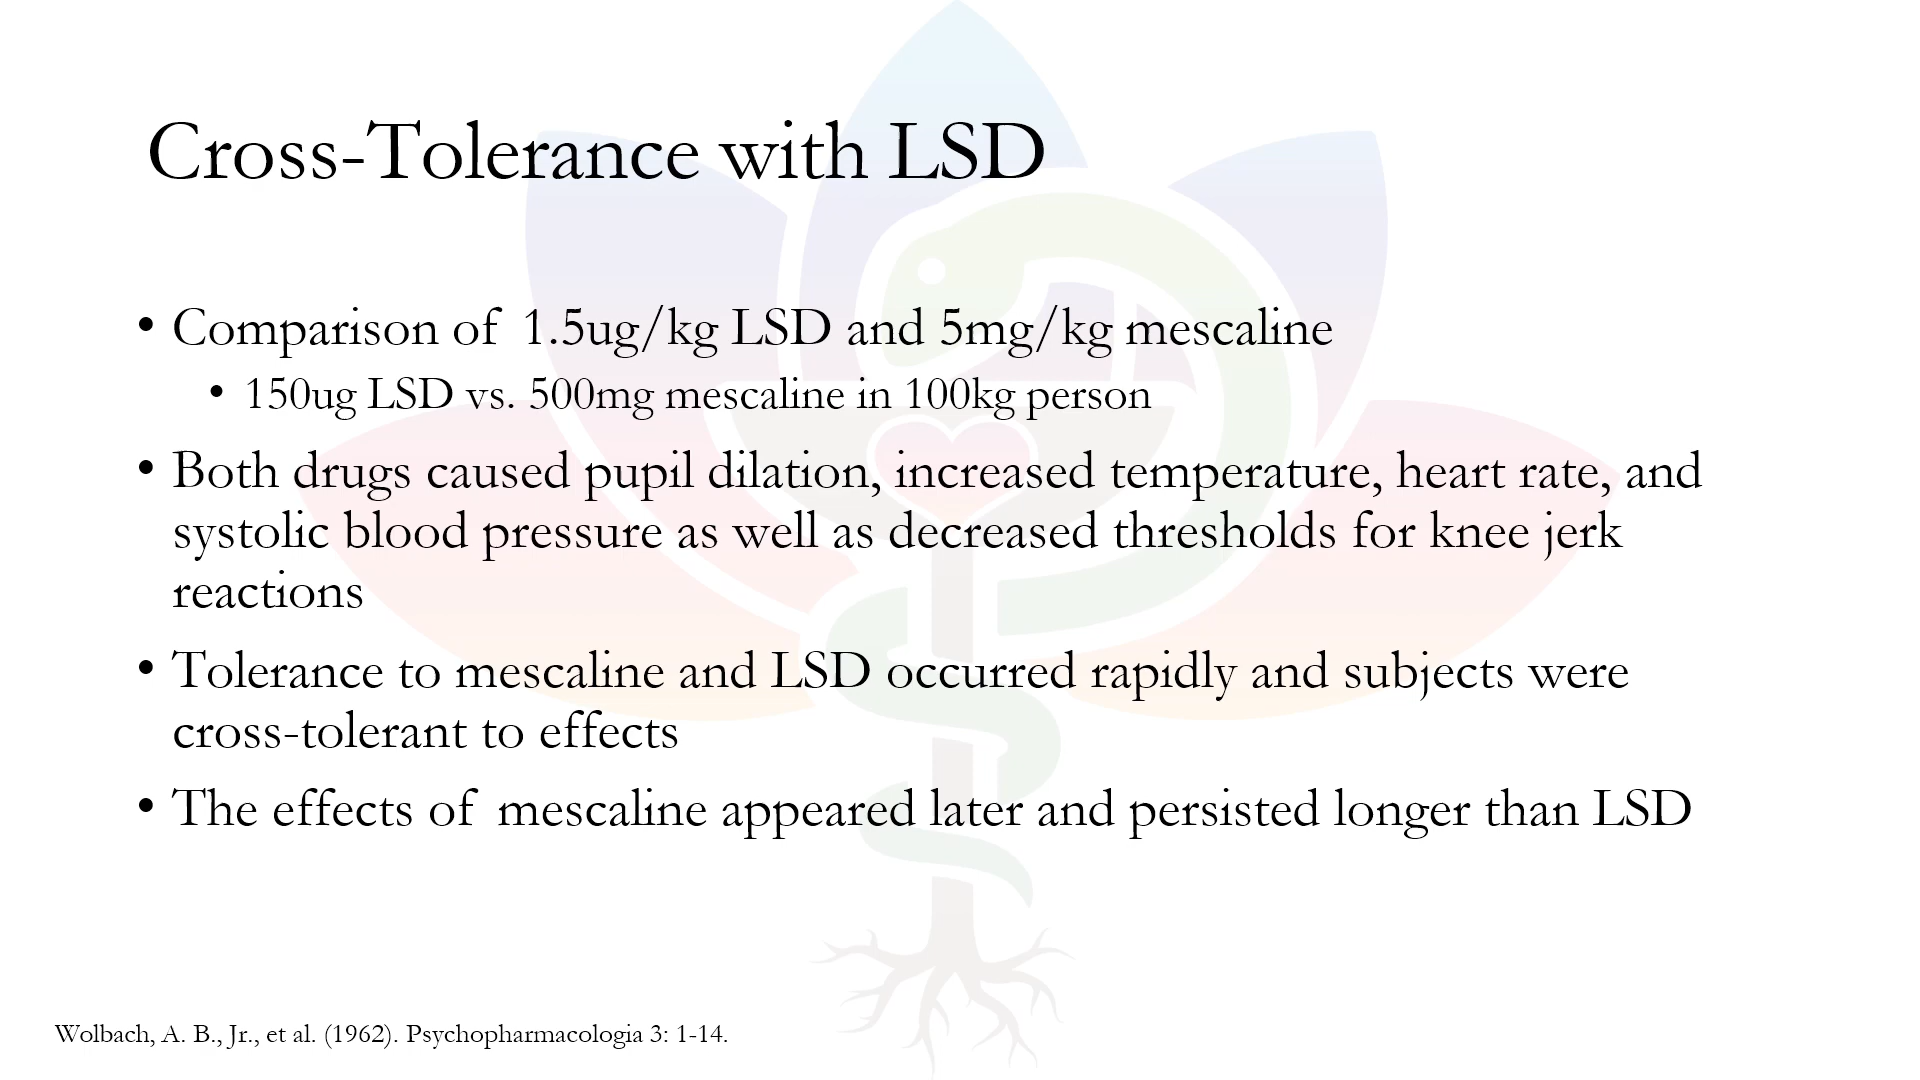 Cross-Tolerance with LSD
• Comparison of 1.5ug/kg LSD and 5mg/kg mescaline
• 150ug LSD vs. 500mg mescaline in 100kg person
• Both drugs caused pupil dilation, increased temperature, heart rate, and
systolic blood pressure as well as decreased thresholds for knee jerk
reactions
• Tolerance to mescaline and LSD occurred rapidly and subjects were
cross-tolerant to effects
• The effects of mescaline appeared later and persisted longer than LSD
Wolbach, A. B., Jr., et al. (1962). Psychopharmacologia 3: 1-14.